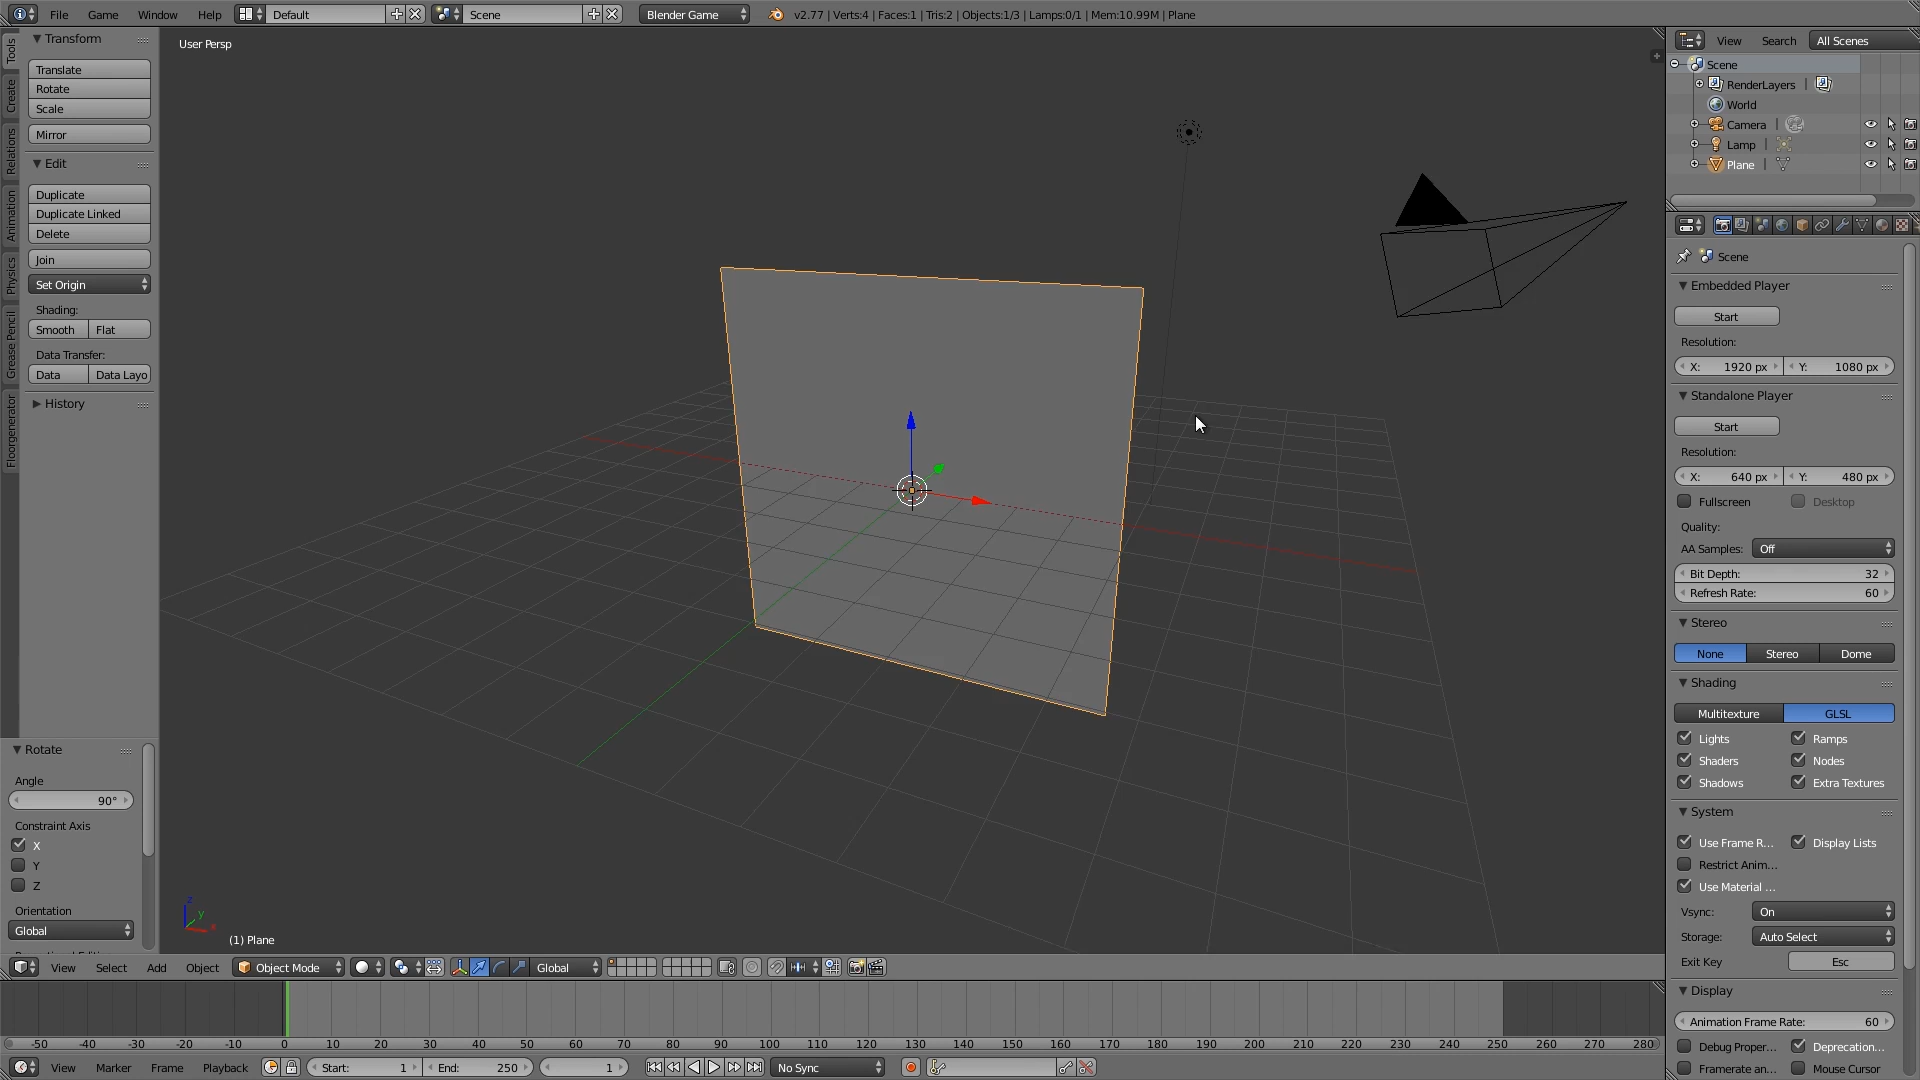 File Game Window Help Default Scene Blender Game v2.77 | Verts:4 | Faces:1 | Tris:2 | Objects:1/3 | Lamps:0/1 | Mem:10.99M | Plane
Tools
Create
Relations
Animation
Physics
Grease Pencil
Floorgenerator
Transform
Translate
Rotate
Scale
Mirror
Edit
Duplicate
Duplicate Linked
Delete
Join
Set Origin
Shading:
Smooth Flat
Data Transfer:
Data Data Layo
History
Rotate
Angle
90°
Constraint Axis
X
Y
Z
Orientation
Global
User Persp
z
y
x
(1) Plane
View Select Add Object Object Mode Global
-50 -40 -30 -20 -10 0 10 20 30 40 50 60 70 80 90 100 110 120 130 140 150 160 170 180 190 200 210 220 230 240 250 260 270 280
View Marker Frame Playback Start: 1 End: 250 1 No Sync
View Search All Scenes
Scene
RenderLayers |
World
Camera |
Lamp |
Plane |
Scene
Embedded Player
Start
Resolution:
X: 1920 px Y: 1080 px
Standalone Player
Start
Resolution:
X: 640 px Y: 480 px
Fullscreen Desktop
Quality:
AA Samples: Off
Bit Depth: 32
Refresh Rate: 60
Stereo
None Stereo Dome
Shading
Multitexture GLSL
Lights Ramps
Shaders Nodes
Shadows Extra Textures
System
Use Frame R... Display Lists
Restrict Anim...
Use Material ...
Vsync: On
Storage: Auto Select
Exit Key Esc
Display
Animation Frame Rate: 60
Debug Proper... Deprecation...
Framerate an... Mouse Cursor